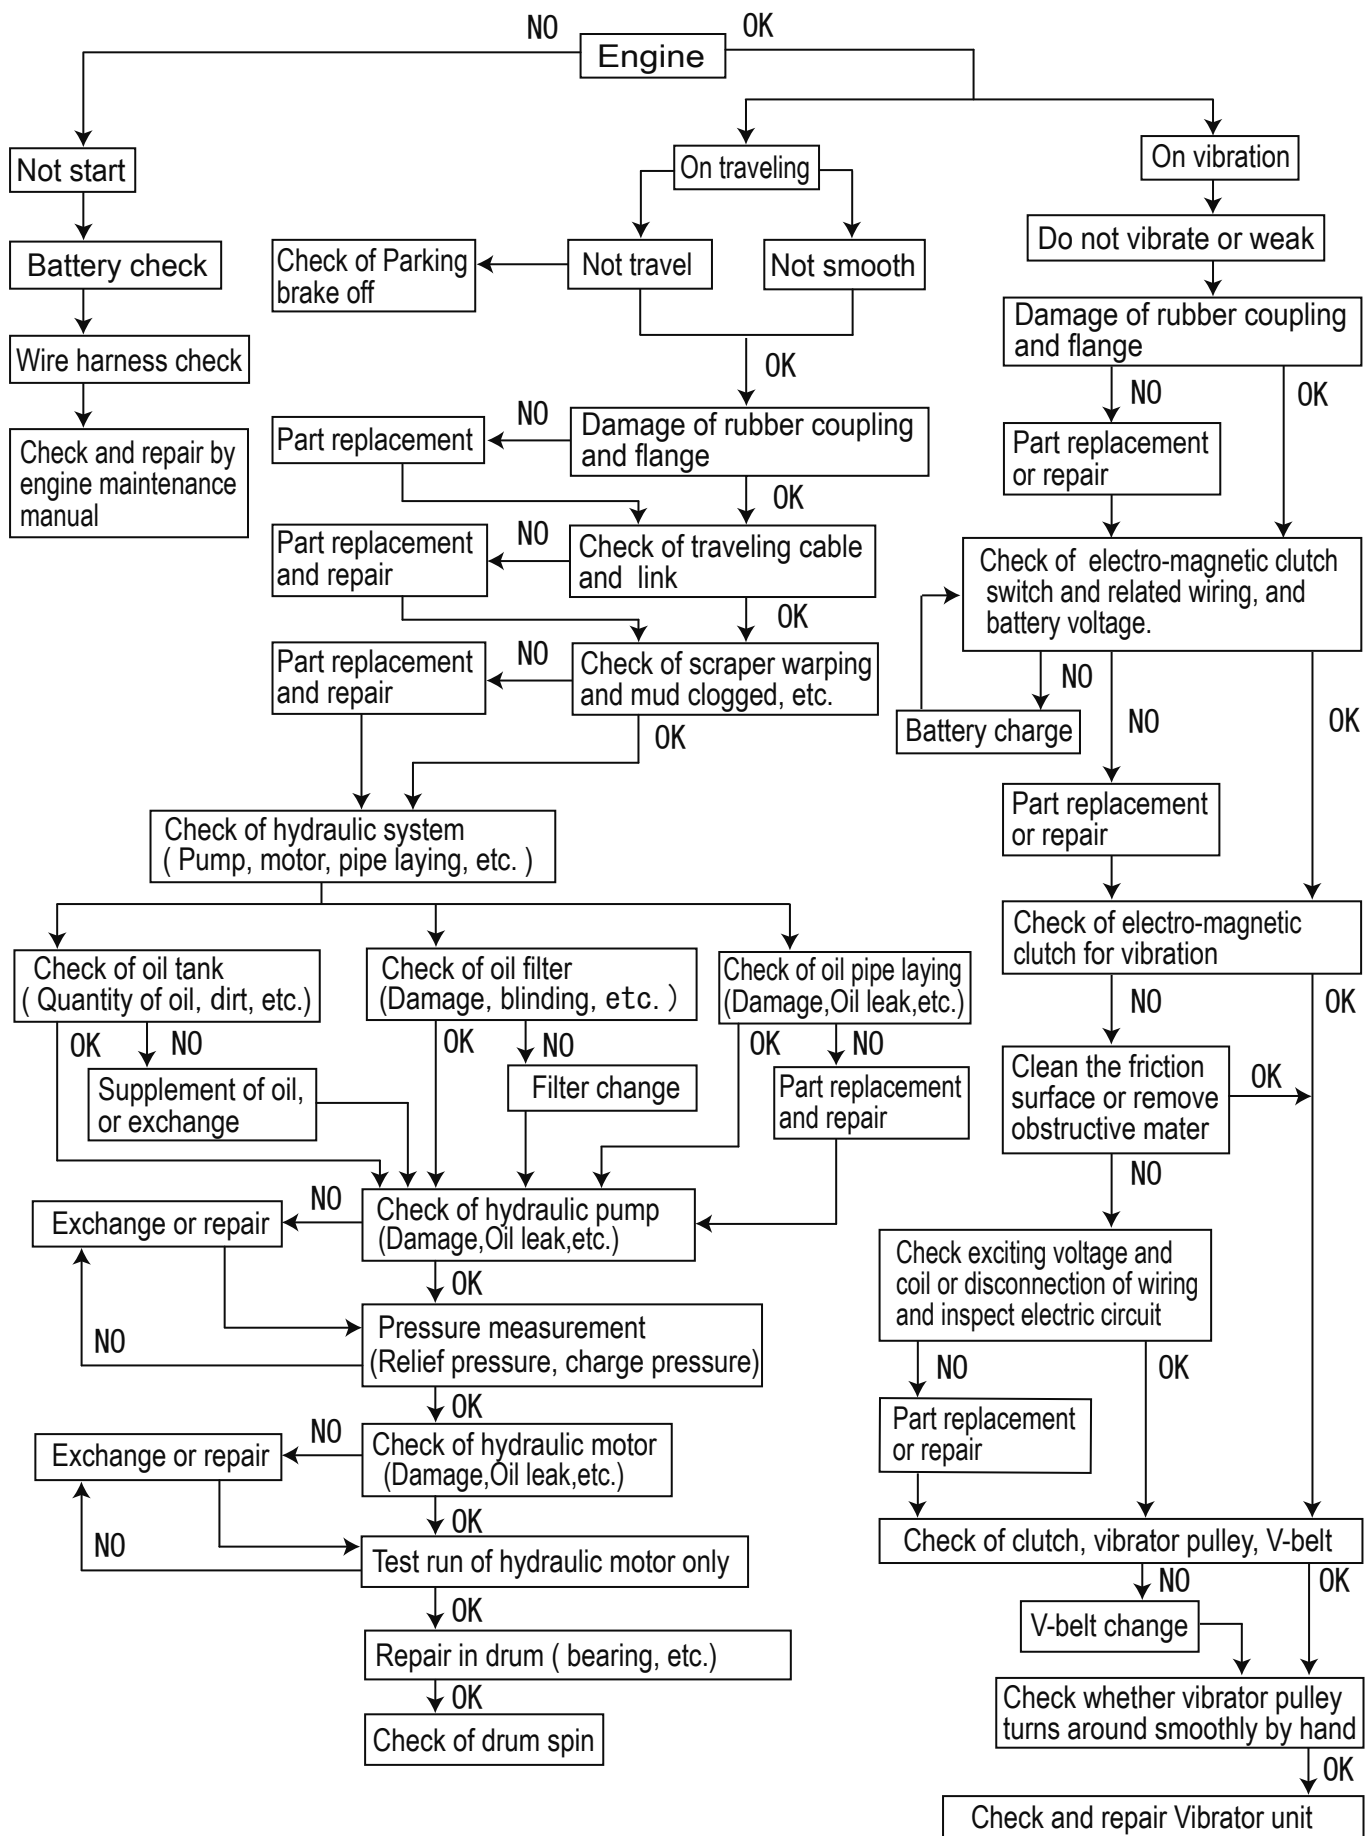 NO
OK
Engine
Not start
On traveling
On vibration
Battery check
Check of Parking
brake off
Not travel
Not smooth
Do not vibrate or weak
Wire harness check
OK
Damage of rubber coupling
and flange
NO
OK
Check and repair by
engine maintenance
manual
Part replacement
NO
Damage of rubber coupling
and flange
OK
Part replacement
or repair
Part replacement
and repair
NO
Check of traveling cable
and link
OK
Check of electro-magnetic clutch
switch and related wiring, and
battery voltage.
Part replacement
and repair
NO
Check of scraper warping
and mud clogged, etc.
OK
NO
Battery charge
NO
OK
Part replacement
or repair
Check of hydraulic system
( Pump, motor, pipe laying, etc. )
Check of electro-magnetic
clutch for vibration
Check of oil tank
( Quantity of oil, dirt, etc.)
Check of oil filter
(Damage, blinding, etc. )
Check of oil pipe laying
(Damage,Oil leak,etc.)
NO
OK
OK
NO
OK
NO
OK
NO
Supplement of oil,
or exchange
Filter change
Part replacement
and repair
Clean the friction
surface or remove
obstructive mater
OK
NO
Exchange or repair
NO
Check of hydraulic pump
(Damage,Oil leak,etc.)
OK
Check exciting voltage and
coil or disconnection of wiring
and inspect electric circuit
NO
Pressure measurement
(Relief pressure, charge pressure)
OK
NO
OK
Part replacement
or repair
Exchange or repair
NO
Check of hydraulic motor
(Damage,Oil leak,etc.)
OK
NO
Test run of hydraulic motor only
OK
Check of clutch, vibrator pulley, V-belt
NO
OK
V-belt change
Repair in drum ( bearing, etc.)
OK
Check of drum spin
Check whether vibrator pulley
turns around smoothly by hand
OK
Check and repair Vibrator unit